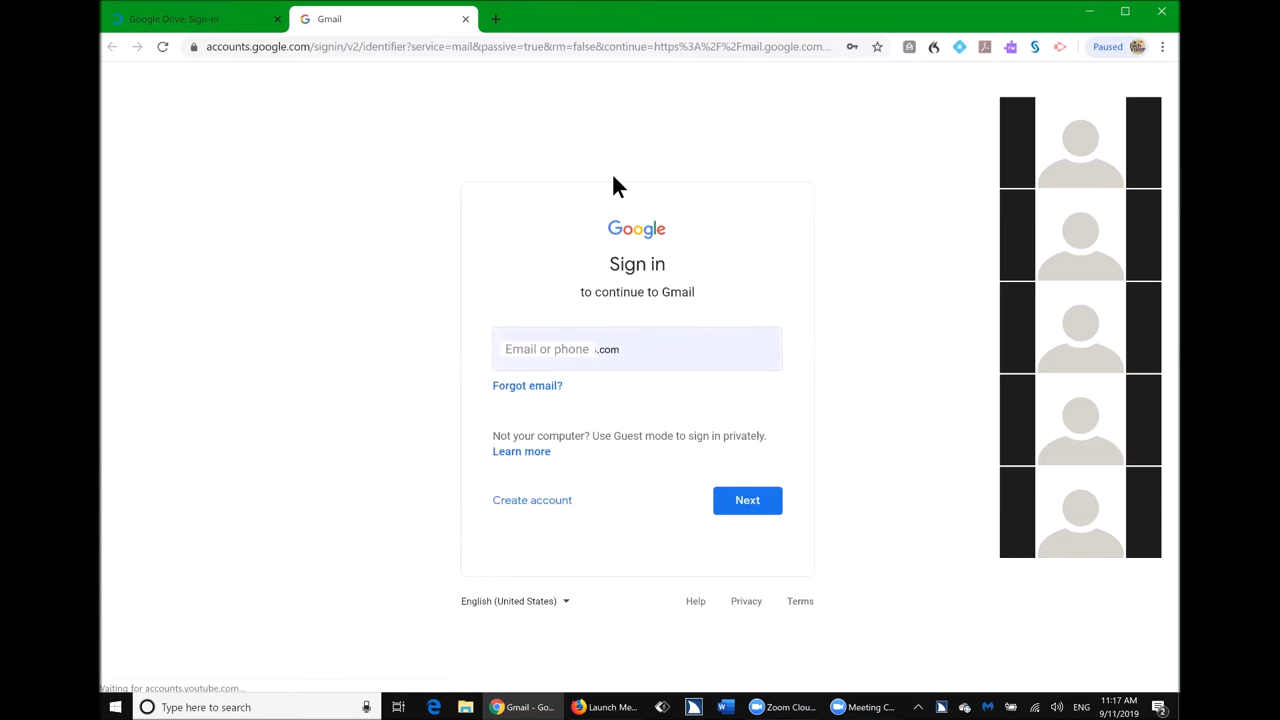 Google Drive: Sign-in
Gmail
accounts.google.com/signin/v2/identifier?service=mail&passive=true&rm=false&continue=https%3A%2F%2Fmail.google.com...
Paused
Google
Sign in
to continue to Gmail
Email or phone .com
Forgot email?
Not your computer? Use Guest mode to sign in privately.
Learn more
Create account
Next
English (United States)
Help
Privacy
Terms
Waiting for accounts.youtube.com...
Type here to search
Gmail - Go...
Launch Me...
Zoom Clou...
Meeting C...
ENG
11:17 AM
9/11/2019
2